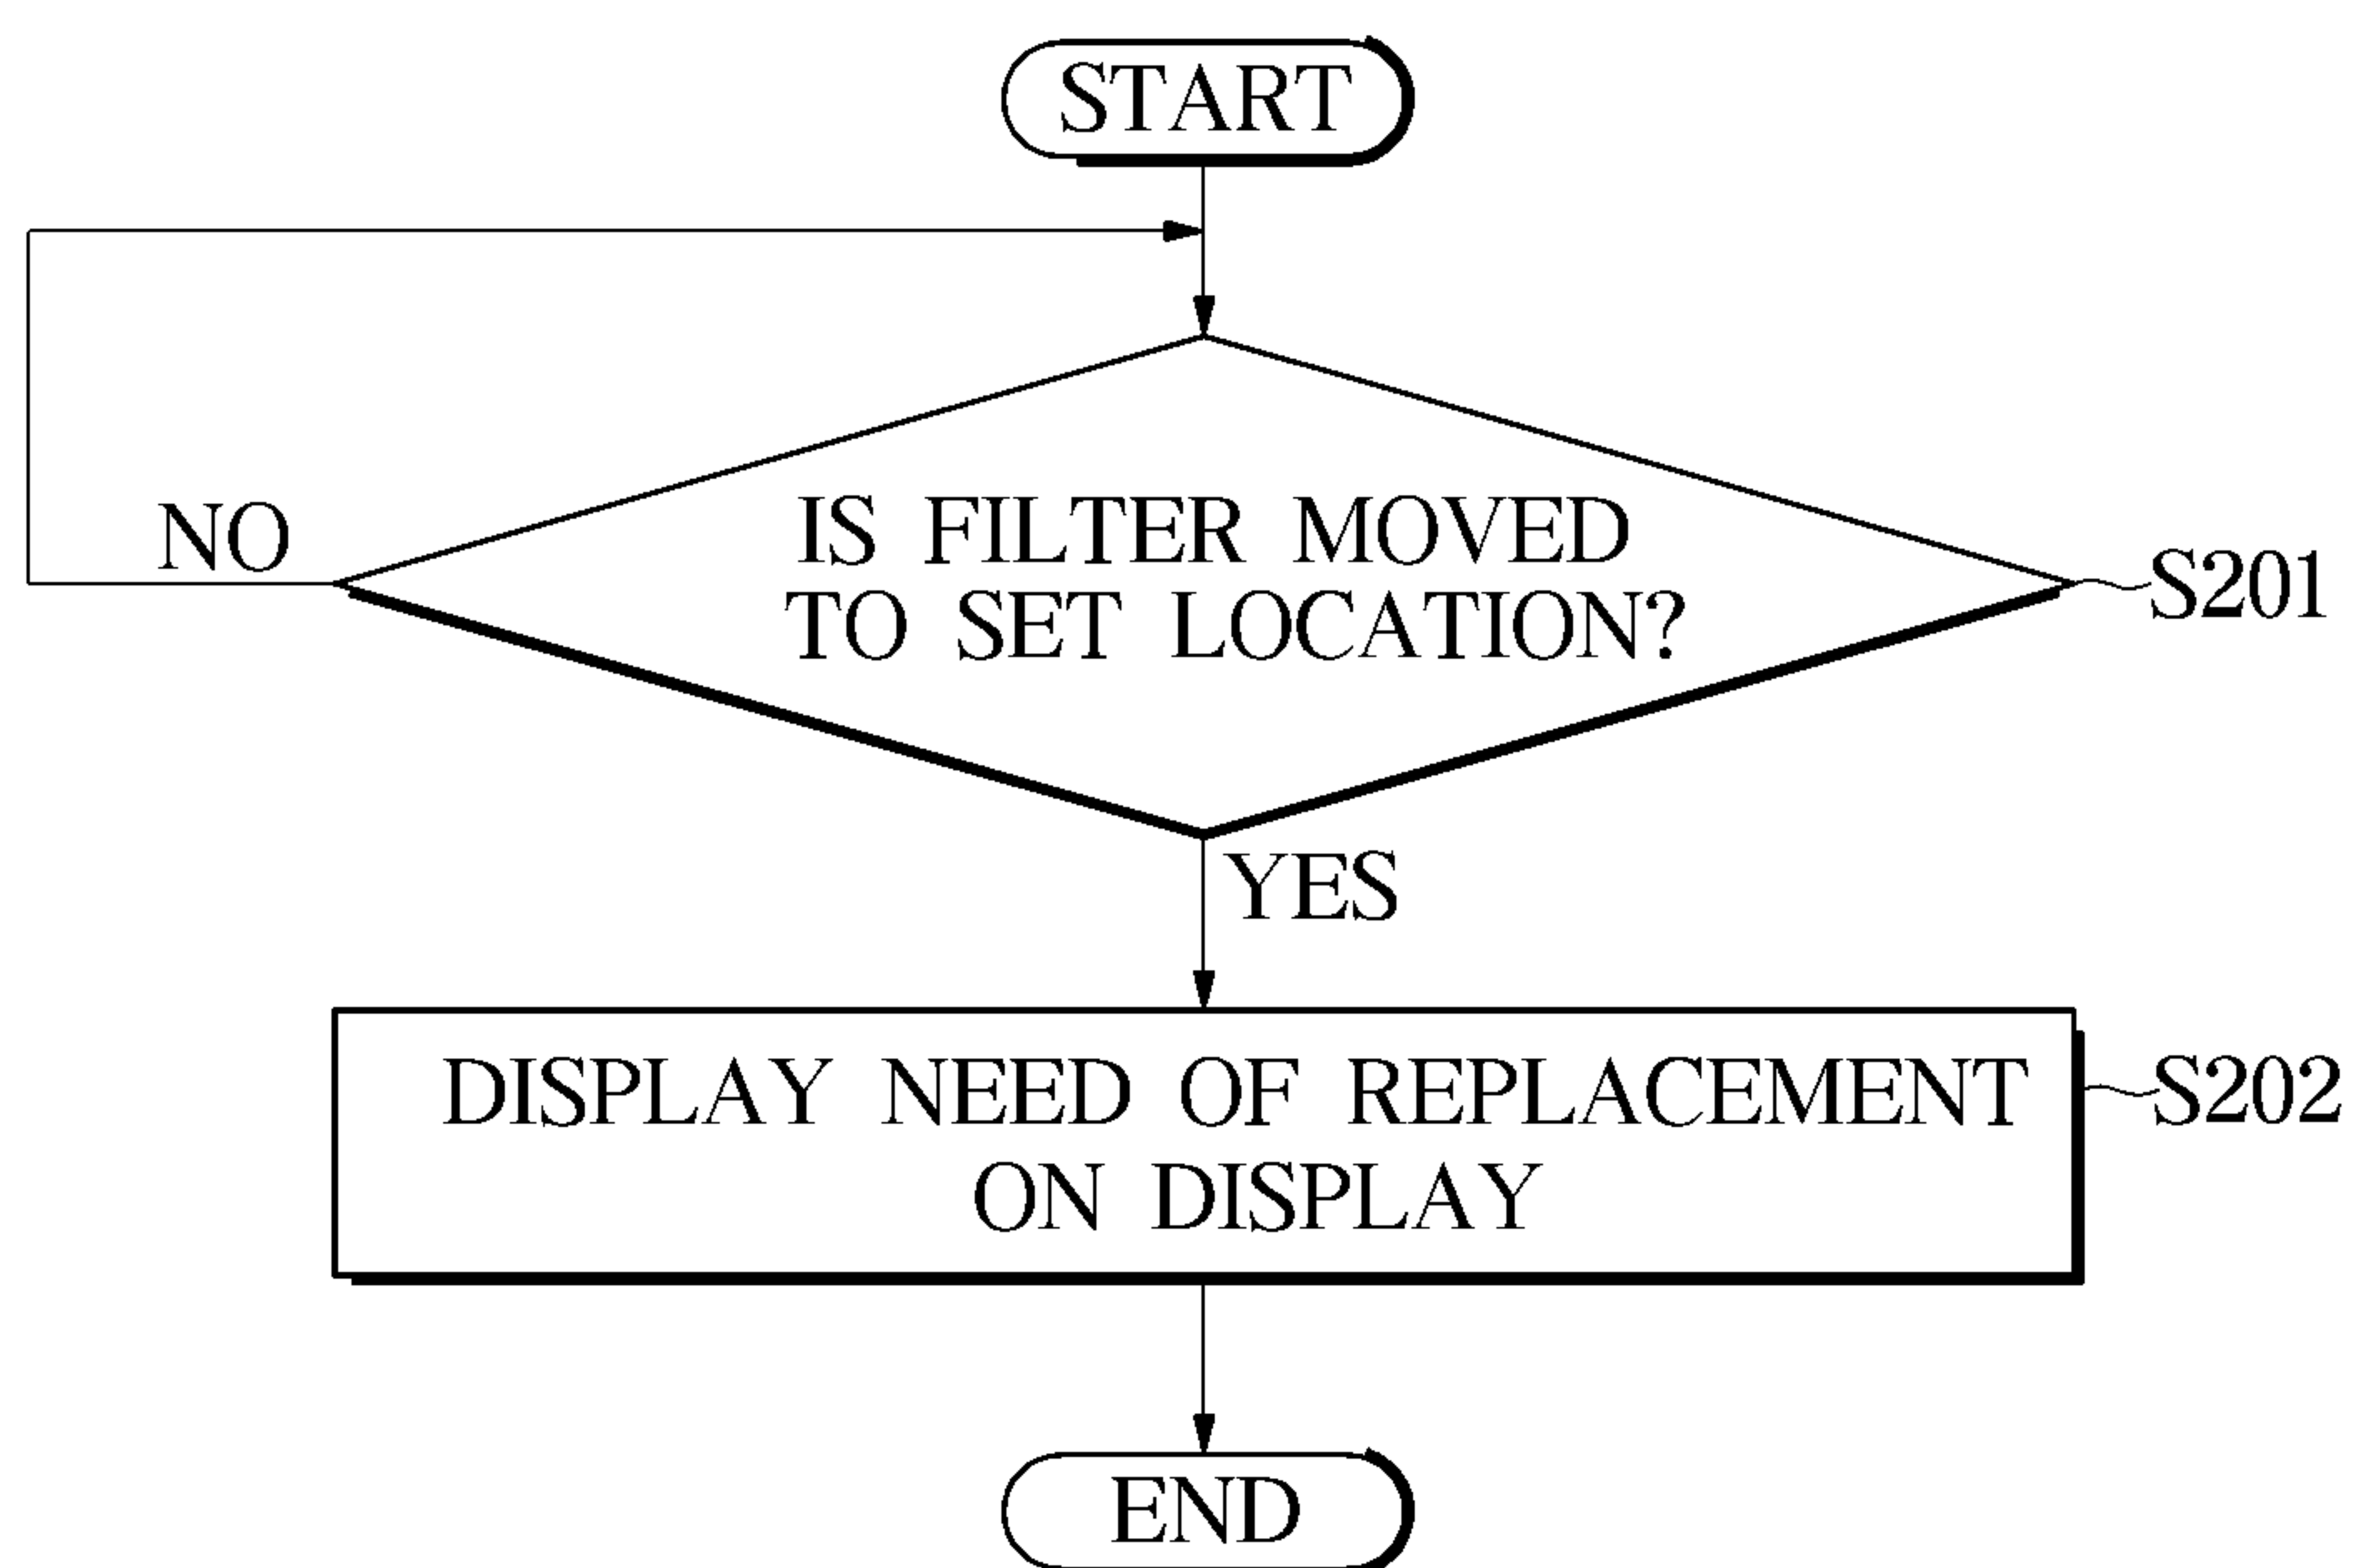 START
NO
IS FILTER MOVED
TO SET LOCATION?
S201
YES
DISPLAY NEED OF REPLACEMENT
ON DISPLAY
S202
END